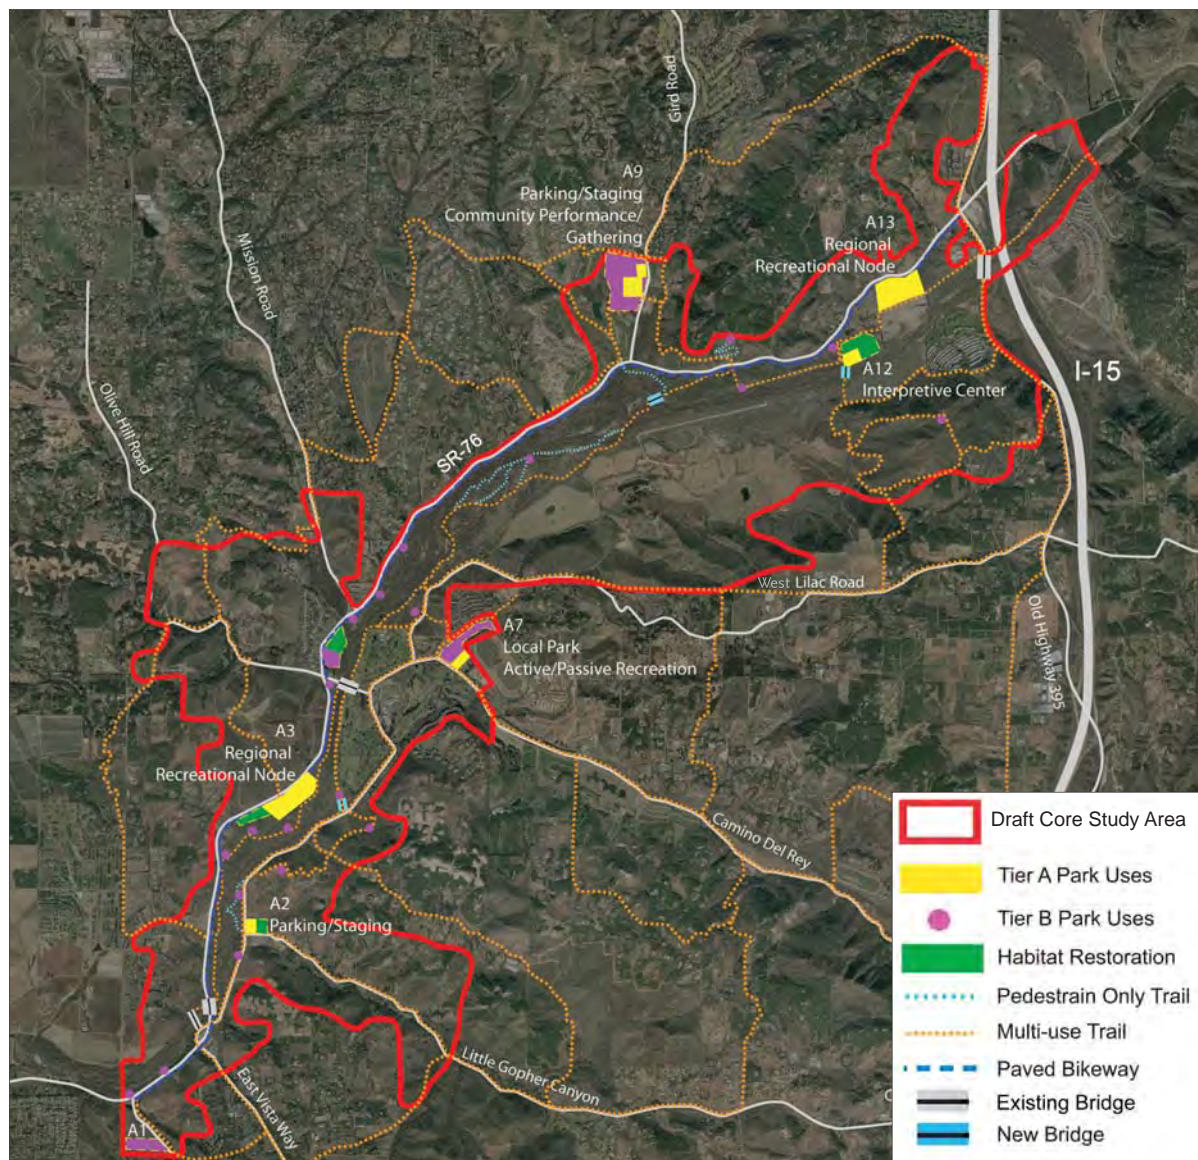 Gird Road
A9
Parking/Staging
Community Performance/
Gathering
A13
Regional
Recreational Node
Mission Road
Olive Hill Road
SR-76
I-15
A12
Interpretive Center
West Lilac Road
Old Highway 395
A7
Local Park
Active/Passive Recreation
A3
Regional
Recreational Node
Camino Del Rey
A2
Parking/Staging
Little Gopher Canyon
East Vista Way
A1
Draft Core Study Area
Tier A Park Uses
Tier B Park Uses
Habitat Restoration
Pedestrain Only Trail
Multi-use Trail
Paved Bikeway
Existing Bridge
New Bridge